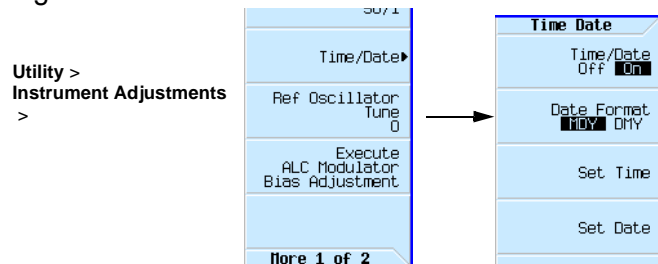 Utility >
Instrument Adjustments
>
Time/Date
Ref Oscillator
Tune
0
Execute
ALC Modulator
Bias Adjustment
More 1 of 2
Time Date
Time/Date
Off On
Date Format
MDY DMY
Set Time
Set Date